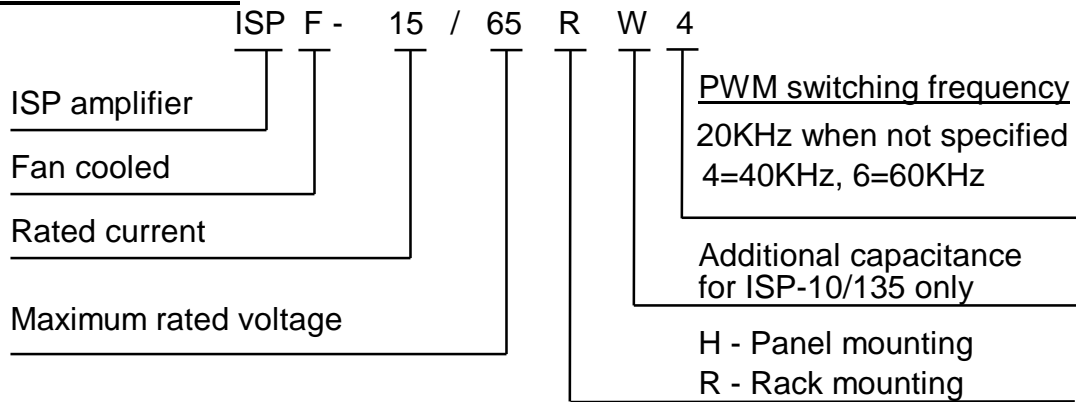 ISP F - 15 / 65 R W 4
ISP amplifier
Fan cooled
Rated current
Maximum rated voltage
PWM switching frequency
20KHz when not specified
4=40KHz, 6=60KHz
Additional capacitance
for ISP-10/135 only
H - Panel mounting
R - Rack mounting